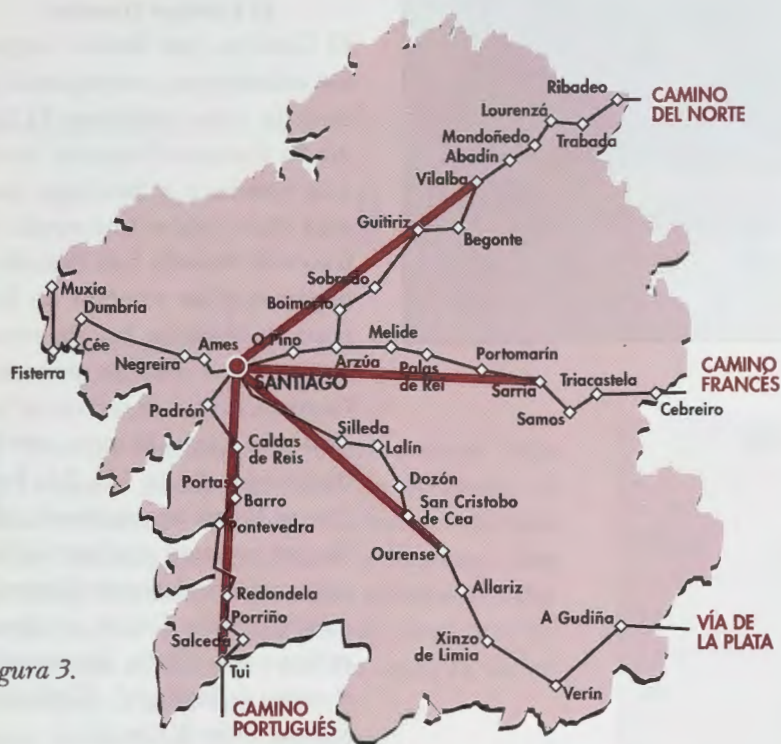 Ribadeo
CAMINO
DEL NORTE
Lourenzá
Trabada
Mondoñedo
Abadín
Vilalba
Guitiriz
Begonte
Sobrado
Boimorto
Muxia
Dumbría
Cée
Fisterra
Negreira
Ames
O Pino
SANTIAGO
Arzúa
Melide
Palas
de Rei
Portomarín
Sarria
Triacastela
Samos
CAMINO
FRANCÉS
Cebreiro
Padrón
Silleda
Lalín
Caldas
de Reis
Portas
Barro
Dozón
San Cristobo
de Cea
Pontevedra
Ourense
Redondela
Allariz
Porriño
Salceda
Xinzo
de Limia
A Gudiña
VÍA DE
LA PLATA
Tui
Verín
gura 3.
CAMINO
PORTUGUÉS